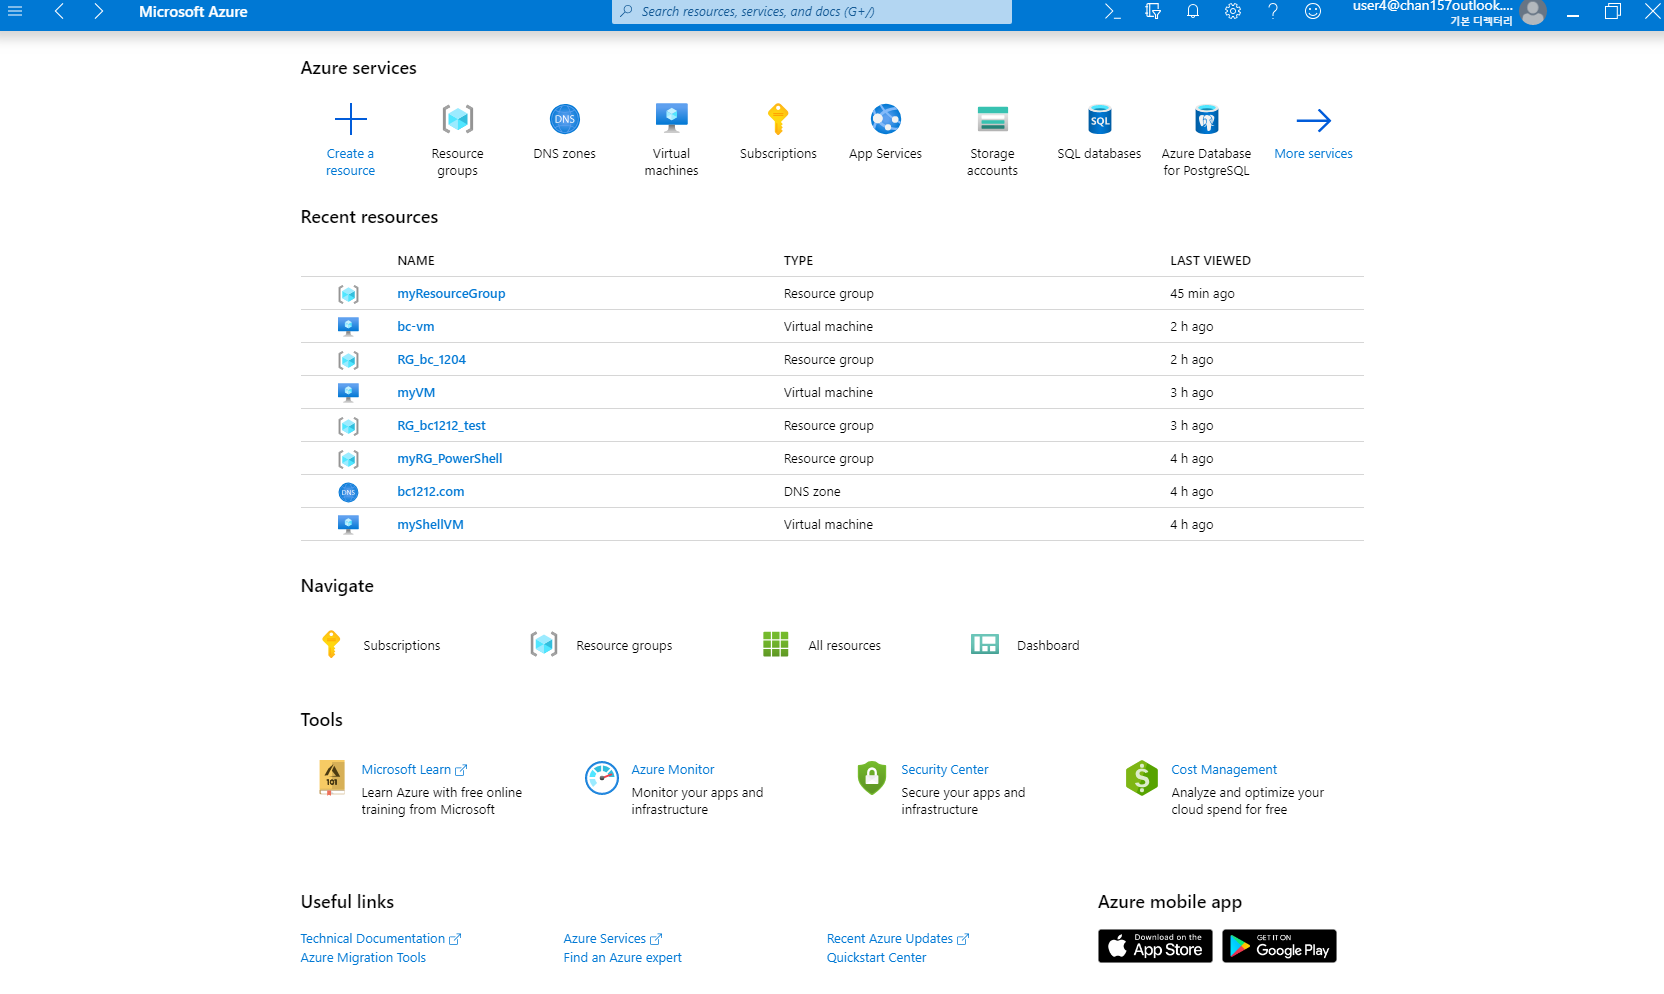 Microsoft Azure
Search resources, services, and docs (G+/)
user4@chan157outlook....
기본 디렉터리
Azure services
Create a
resource
Resource
groups
DNS
DNS zones
Virtual
machines
Subscriptions
App Services
Storage
accounts
SQL
SQL databases
Azure Database
for PostgreSQL
More services
Recent resources
NAME TYPE LAST VIEWED
myResourceGroup Resource group 45 min ago
bc-vm Virtual machine 2 h ago
RG_bc_1204 Resource group 2 h ago
myVM Virtual machine 3 h ago
RG_bc1212_test Resource group 3 h ago
myRG_PowerShell Resource group 4 h ago
DNS bc1212.com DNS zone 4 h ago
myShellVM Virtual machine 4 h ago
Navigate
Subscriptions Resource groups All resources Dashboard
Tools
101
Microsoft Learn
Learn Azure with free online
training from Microsoft
Azure Monitor
Monitor your apps and
infrastructure
Security Center
Secure your apps and
infrastructure
Cost Management
Analyze and optimize your
cloud spend for free
Useful links
Technical Documentation
Azure Migration Tools
Azure Services
Find an Azure expert
Recent Azure Updates
Quickstart Center
Azure mobile app
Download on the
App Store
GET IT ON
Google Play